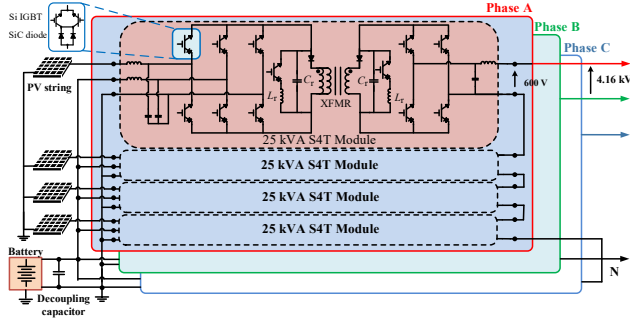 Si IGBT
SiC diode
Phase A
Phase B
Phase C
PV string
Lr
Cr
XFMR
Cr
Lr
600 V
4.16 kV
25 kVA S4T Module
25 kVA S4T Module
25 kVA S4T Module
25 kVA S4T Module
Battery
Decoupling
capacitor
N